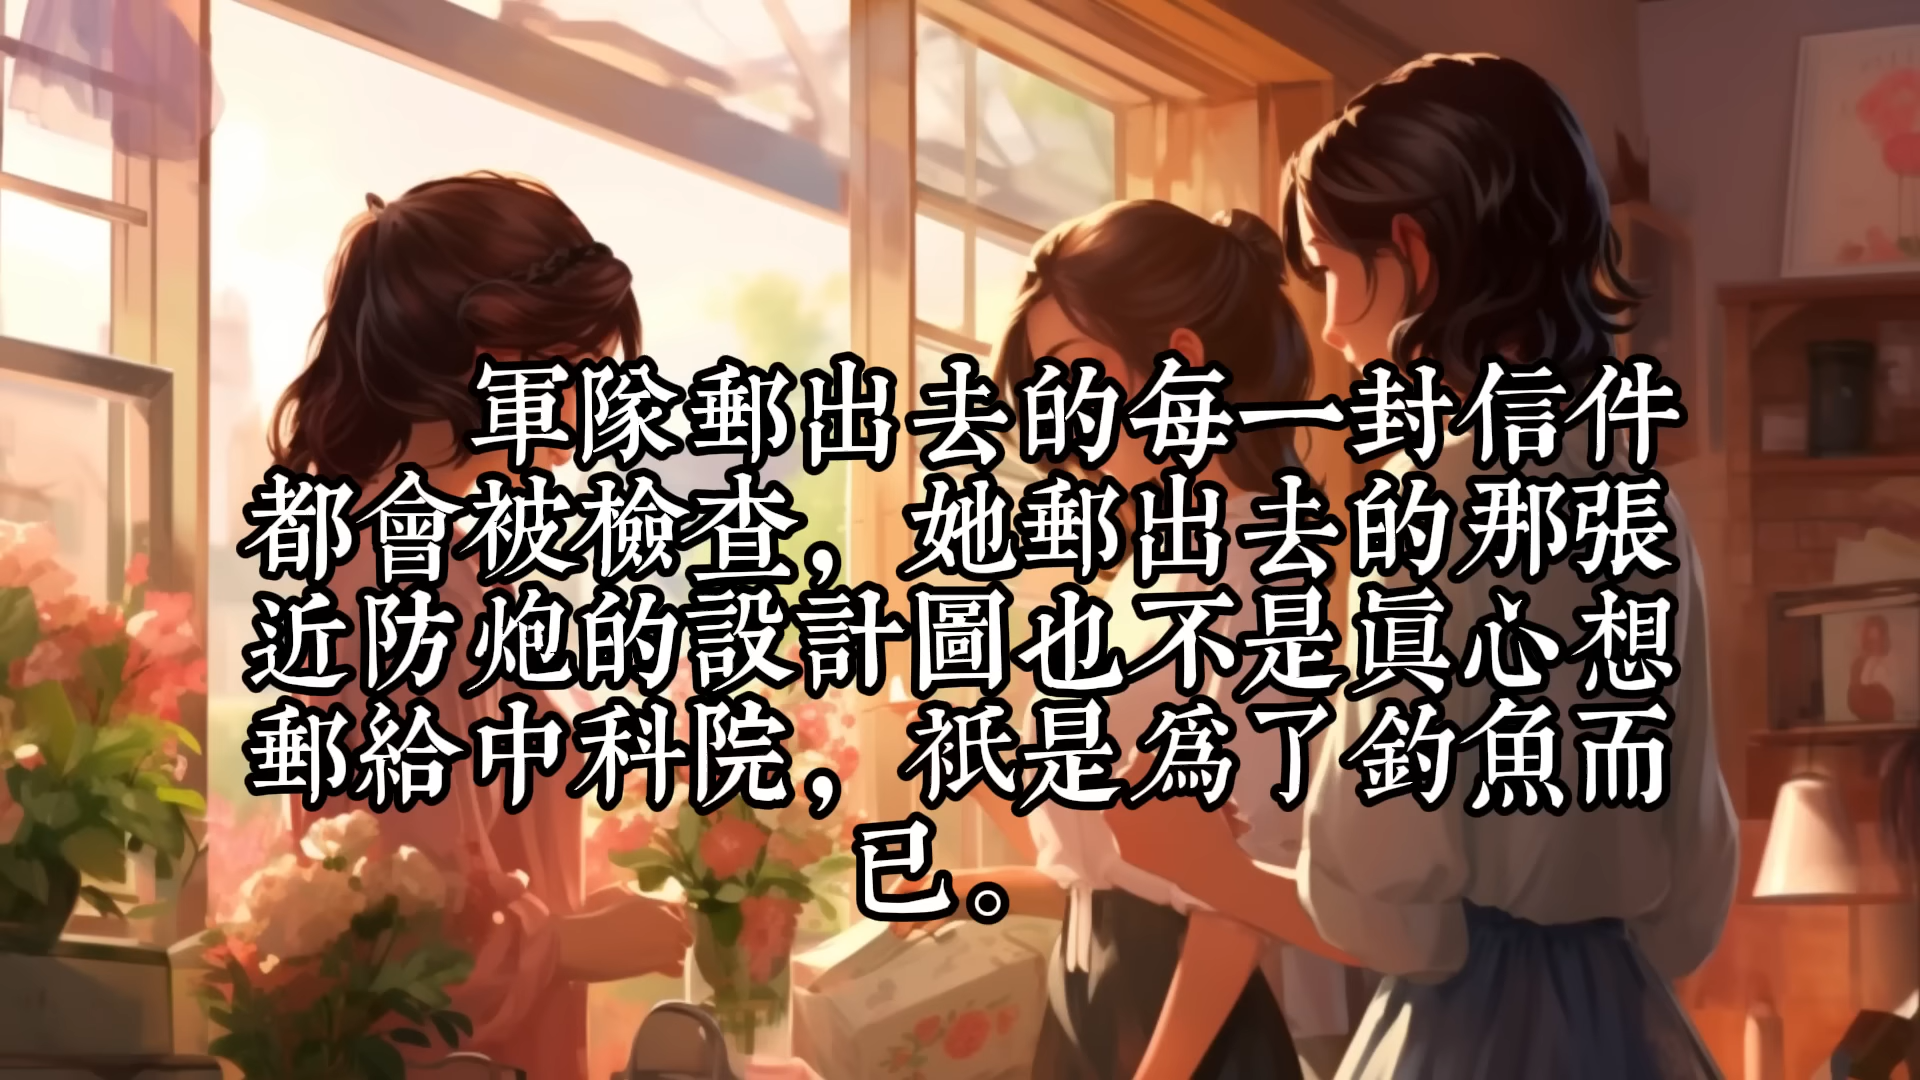 軍隊郵出去的每一封信件
都會被檢查，她郵出去的那張
近防炮的設計圖也不是眞心想
郵給中科院，衹是爲了釣魚而
已。